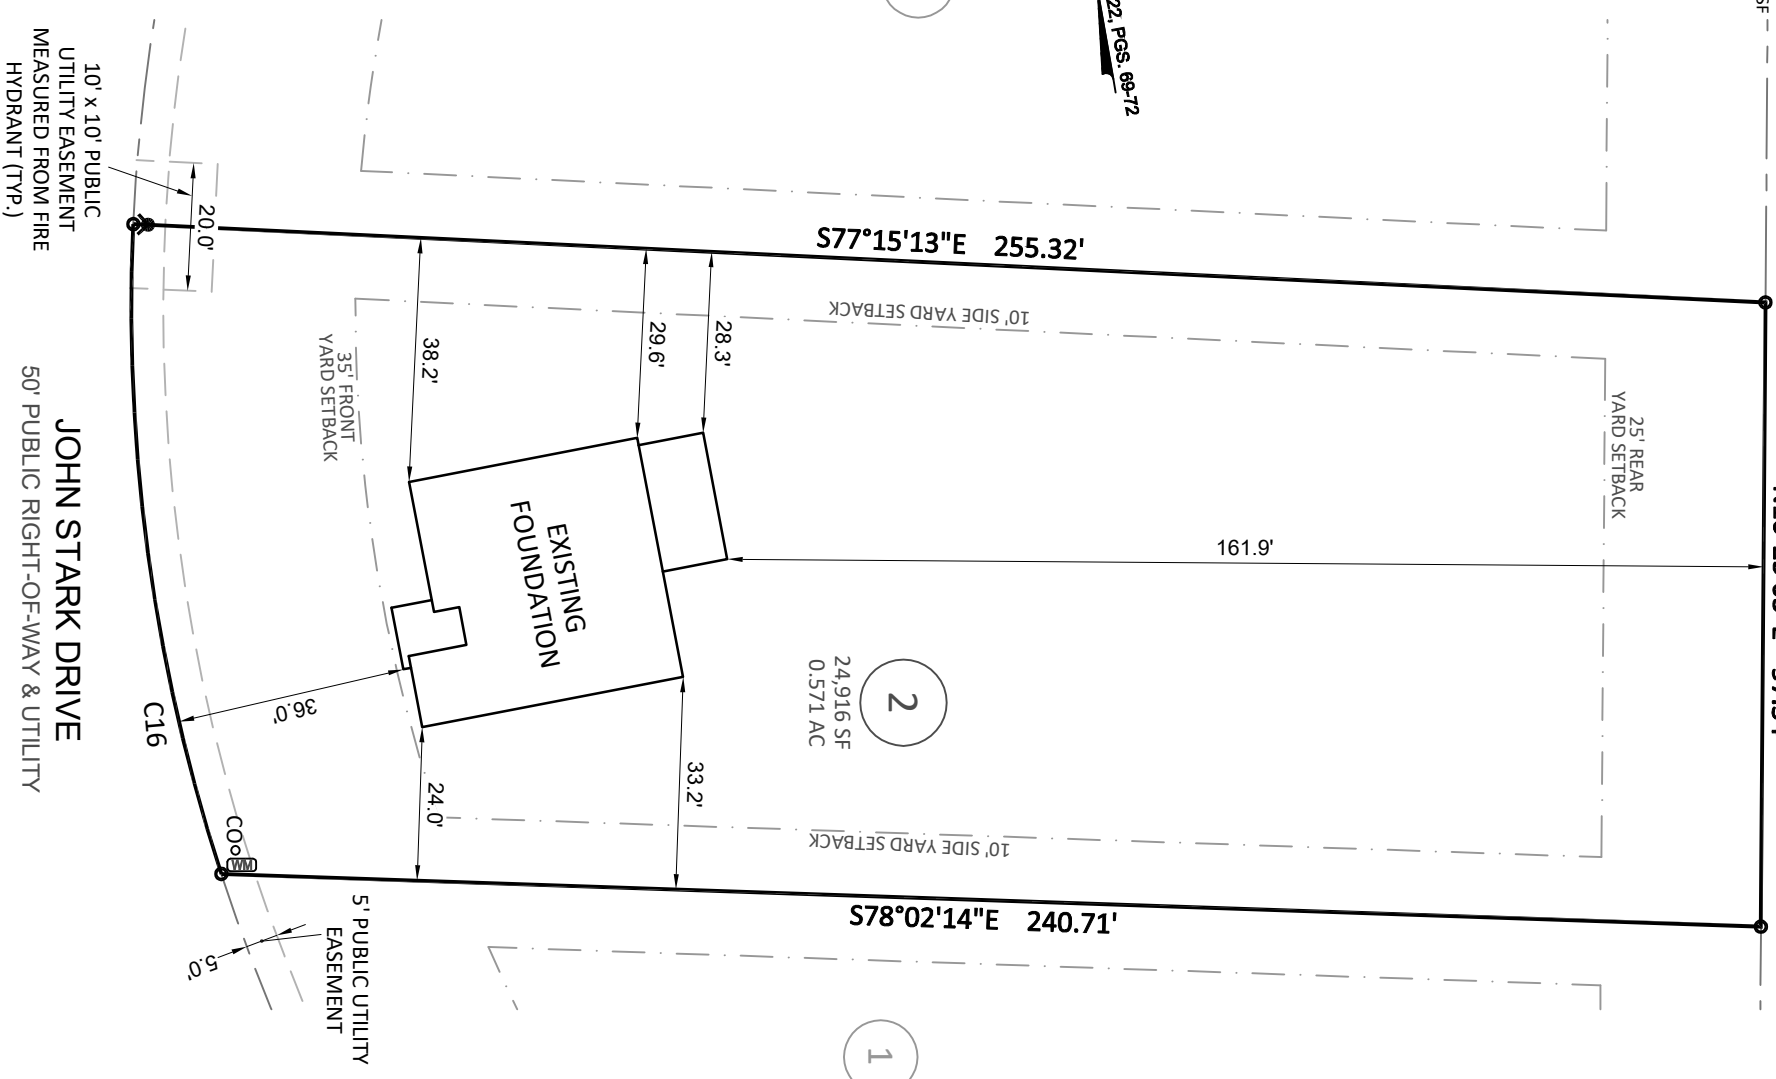 SF
22, PGS. 69-72
10' x 10' PUBLIC
UTILITY EASEMENT
MEASURED FROM FIRE
HYDRANT (TYP.)
20.0'
S77°15'13"E 255.32'
10' SIDE YARD SETBACK
35' FRONT
YARD SETBACK
38.2'
29.6'
28.3'
25' REAR
YARD SETBACK
JOHN STARK DRIVE
50' PUBLIC RIGHT-OF-WAY & UTILITY
EXISTING
FOUNDATION
161.9'
2
24,916 SF
0.571 AC
36.0'
C16
33.2'
24.0'
10' SIDE YARD SETBACK
CO
WM
S78°02'14"E 240.71'
5' PUBLIC UTILITY
EASEMENT
5.0'
1